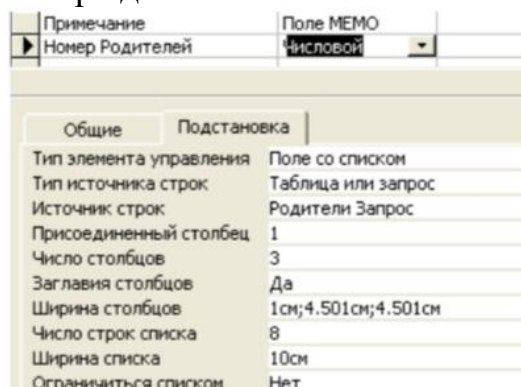 Примечание Поле MEMO
Номер Родителей Числовой
Общие Подстановка
Тип элемента управления Поле со списком
Тип источника строк Таблица или запрос
Источник строк Родители Запрос
Присоединенный столбец 1
Число столбцов 3
Заглавия столбцов Да
Ширина столбцов 1см;4.501см;4.501см
Число строк списка 8
Ширина списка 10см
Ограничиться списком Нет